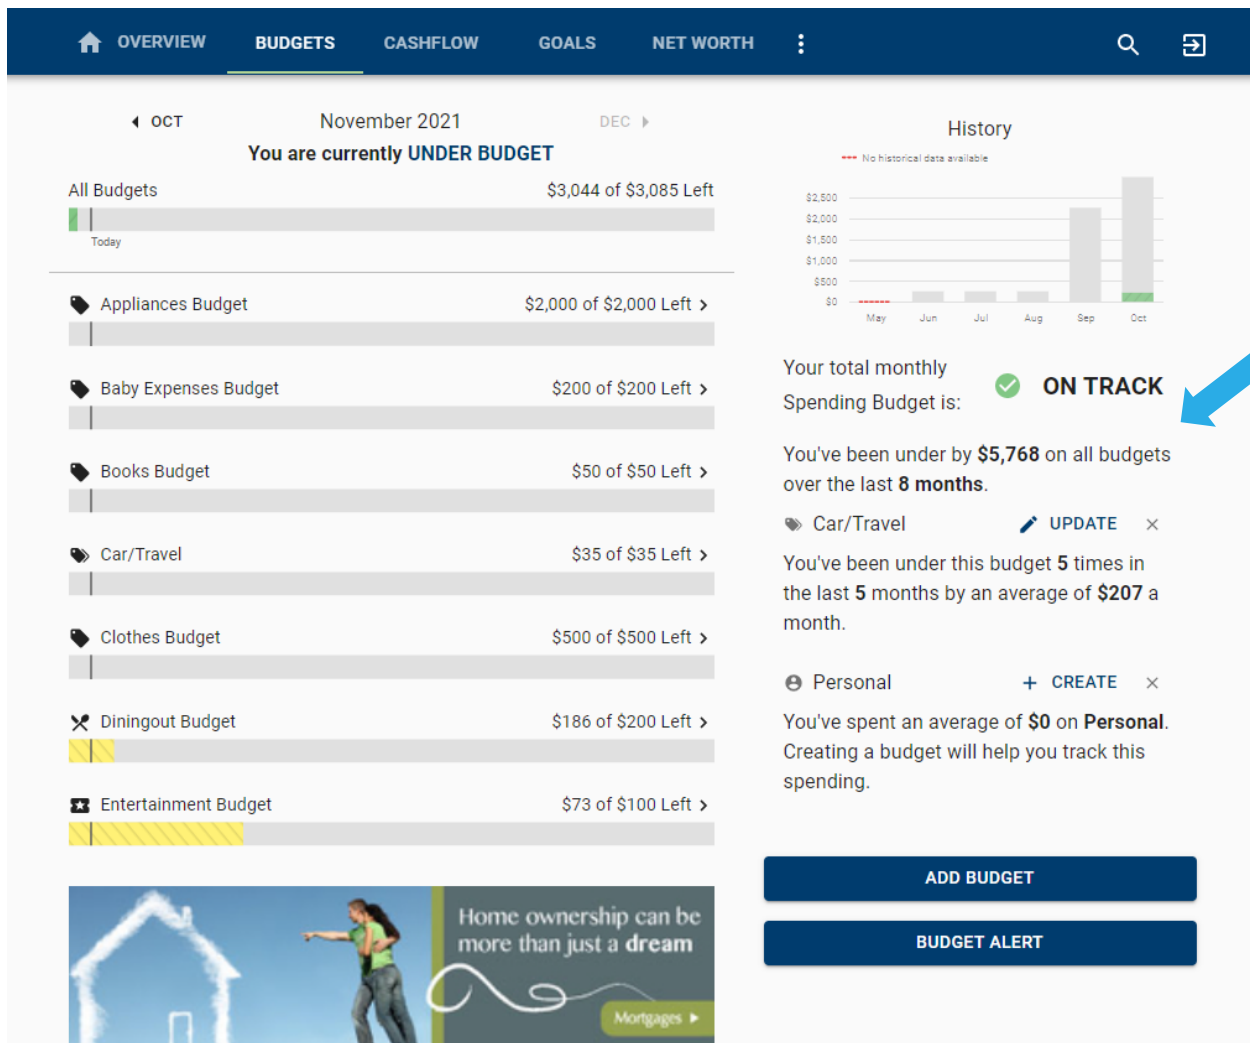 OVERVIEW BUDGETS CASHFLOW GOALS NET WORTH
OCT November 2021 DEC
You are currently UNDER BUDGET
All Budgets $3,044 of $3,085 Left
Today
Appliances Budget $2,000 of $2,000 Left
Baby Expenses Budget $200 of $200 Left
Books Budget $50 of $50 Left
Car/Travel $35 of $35 Left
Clothes Budget $500 of $500 Left
Diningout Budget $186 of $200 Left
Entertainment Budget $73 of $100 Left
Home ownership can be
more than just a dream
Mortgages
History
No historical data available
$2,500
$2,000
$1,500
$1,000
$500
$0
May Jun Jul Aug Sep Oct
Your total monthly
Spending Budget is:
ON TRACK
You've been under by $5,768 on all budgets
over the last 8 months.
Car/Travel UPDATE
You've been under this budget 5 times in
the last 5 months by an average of $207 a
month.
Personal + CREATE
You've spent an average of $0 on Personal.
Creating a budget will help you track this
spending.
ADD BUDGET
BUDGET ALERT